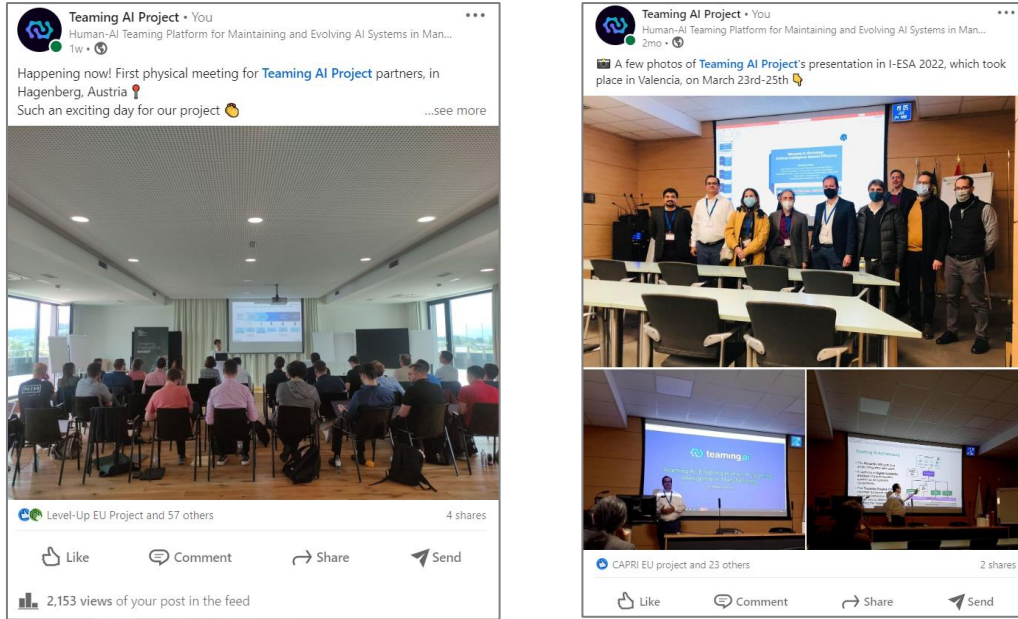 Teaming AI Project • You
Human-AI Teaming Platform for Maintaining and Evolving AI Systems in Man...
1w •
Happening now! First physical meeting for Teaming AI Project partners, in
Hagenberg, Austria
Such an exciting day for our project ...see more
Level-Up EU Project and 57 others 4 shares
Like Comment Share Send
2,153 views of your post in the feed
Teaming AI Project • You
Human-AI Teaming Platform for Maintaining and Evolving AI Systems in Man...
2mo •
A few photos of Teaming AI Project's presentation in I-ESA 2022, which took
place in Valencia, on March 23rd-25th
teaming.ai
CAPRI EU project and 23 others 2 shares
Like Comment Share Send